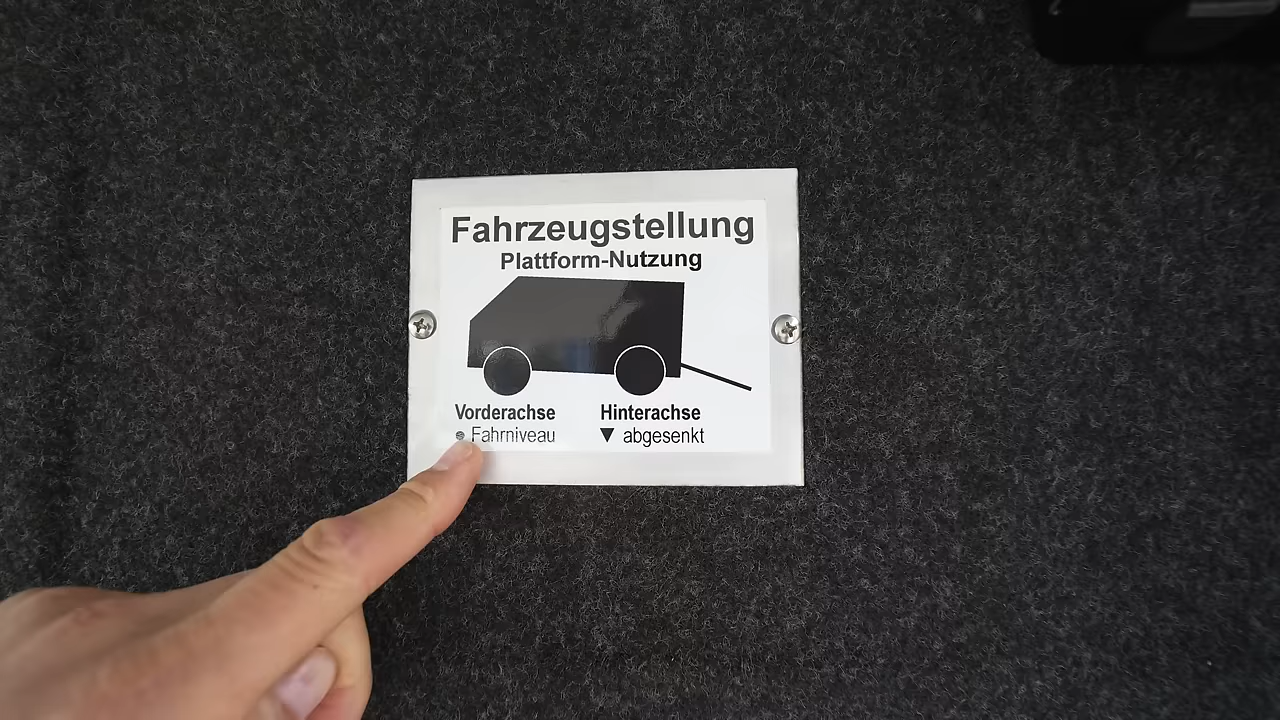 Fahrzeugstellung
Plattform-Nutzung
Vorderachse Hinterachse
● Fahrniveau ▼ abgesenkt